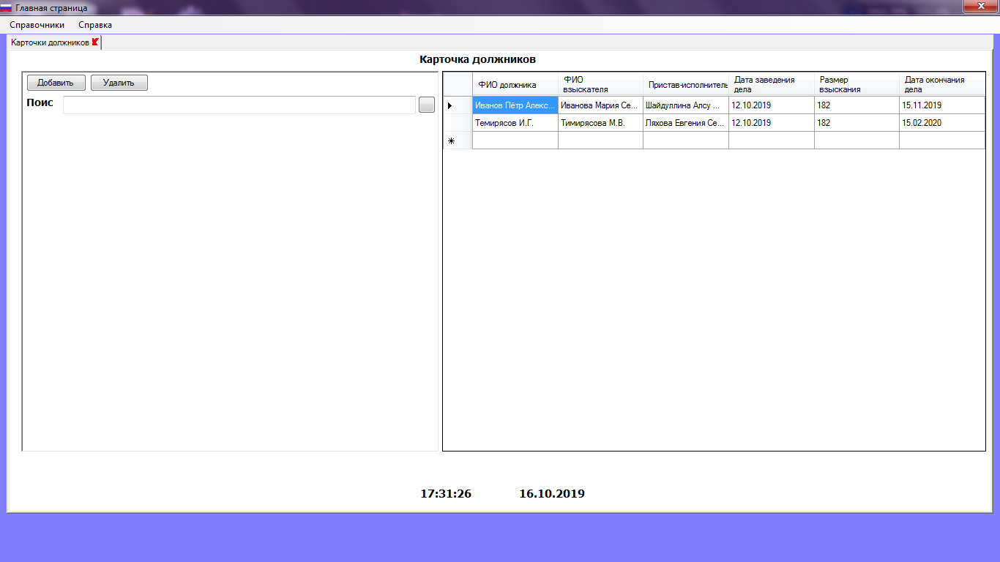 Главная страница
Справочники Справка
Карточки должников
Карточка должников
Добавить Удалить
Поис
ФИО должника ФИО взыскателя Пристав-исполнитель Дата заведения дела Размер взыскания Дата окончания дела
Иванов Пётр Алекс... Иванова Мария Се... Шайдуллина Алсу ... 12.10.2019 182 15.11.2019
Темирясов И.Г. Тимирясова М.В. Ляхова Евгения Се... 12.10.2019 182 15.02.2020
17:31:26 16.10.2019